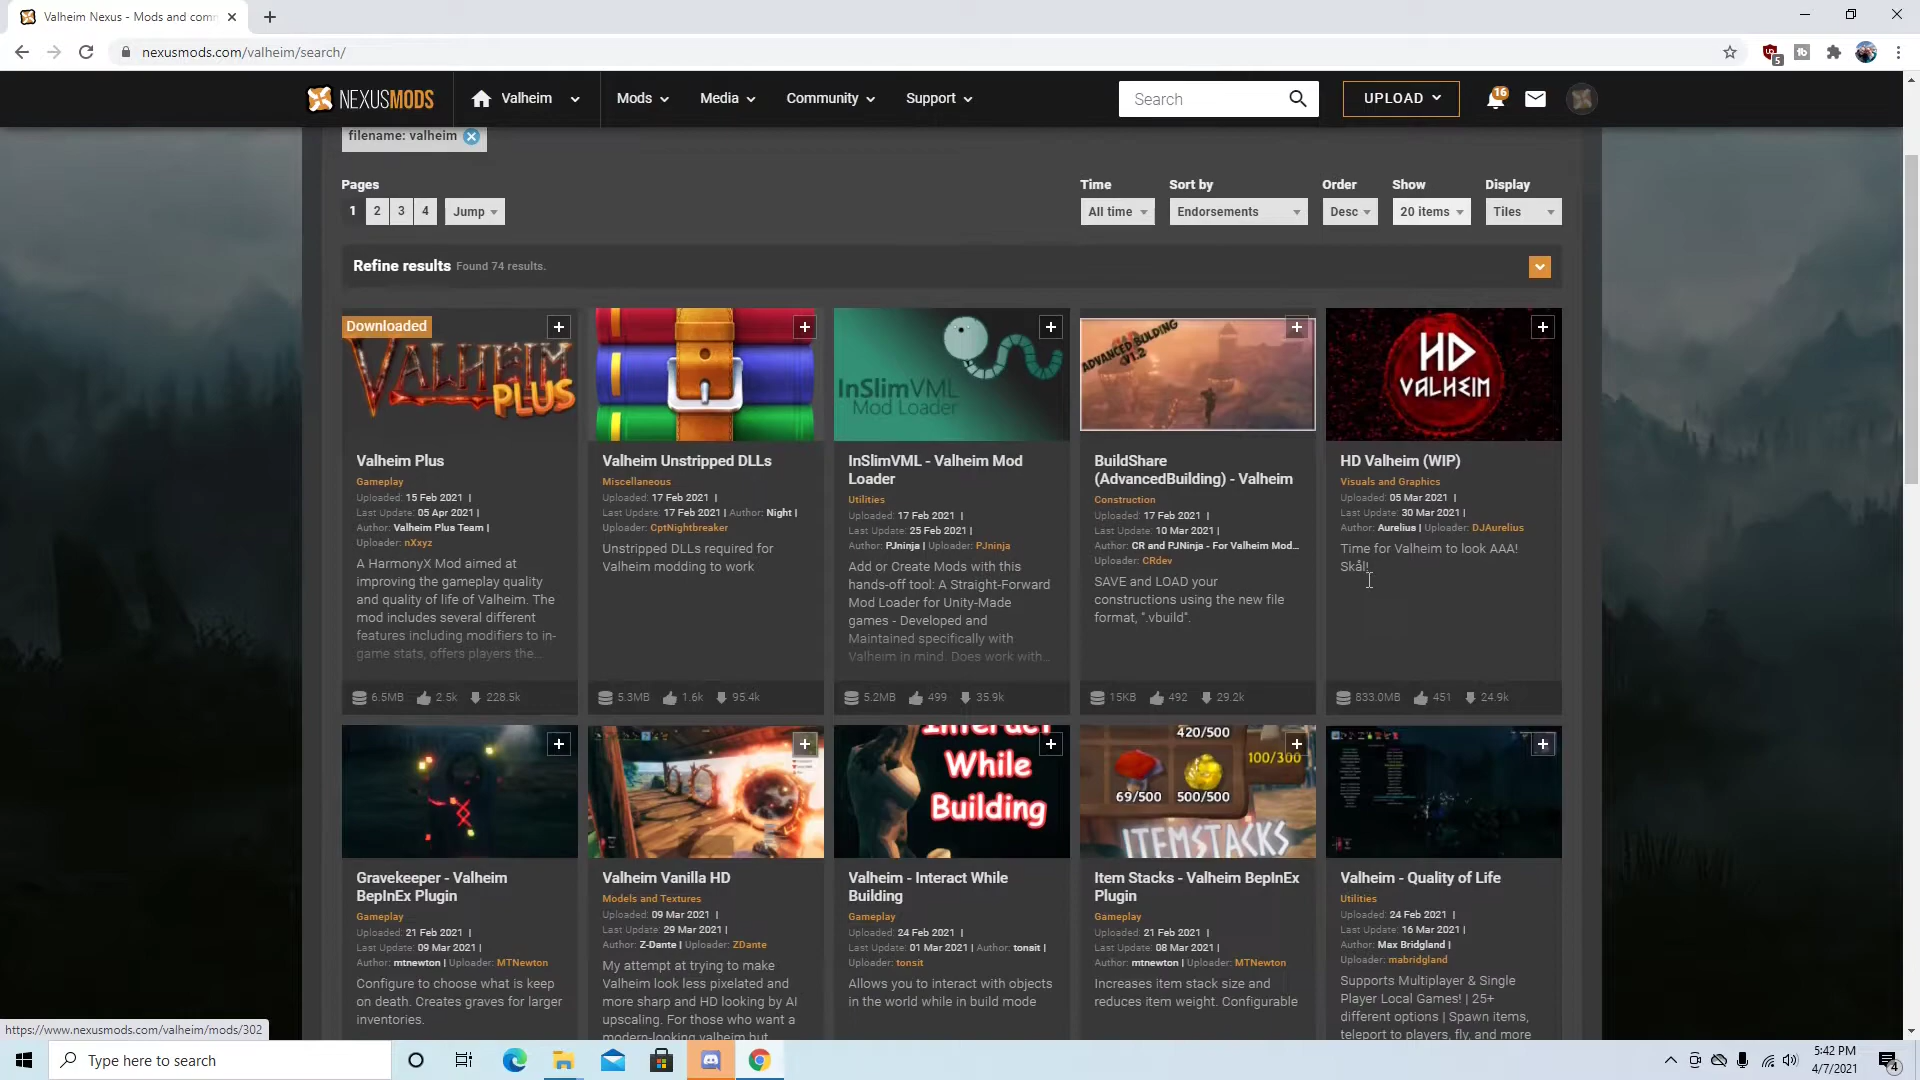 Valheim Nexus - Mods and comm
nexusmods.com/valheim/search/
5
NEXUSMODS
Valheim
Mods
Media
Community
Support
Search
UPLOAD
16
filename: valheim
Pages
Time
Sort by
Order
Show
Display
1
2
3
4
Jump
All time
Endorsements
Desc
20 items
Tiles
Refine results Found 74 results.
Downloaded
VALHEIM
PLUS
Valheim Plus
Gameplay
Uploaded: 15 Feb 2021 |
Last Update: 05 Apr 2021 |
Author: Valheim Plus Team |
Uploader: nXxyz
A HarmonyX Mod aimed at
improving the gameplay quality
and quality of life of Valheim. The
mod includes several different
features including modifiers to in-
game stats, offers players the...
6.5MB 2.5k 228.5k
Valheim Unstripped DLLs
Miscellaneous
Uploaded: 17 Feb 2021 |
Last Update: 17 Feb 2021 | Author: Night |
Uploader: CptNightbreaker
Unstripped DLLs required for
Valheim modding to work
5.3MB 1.6k 95.4k
InSlimVML
Mod Loader
InSlimVML - Valheim Mod
Loader
Utilities
Uploaded: 17 Feb 2021 |
Last Update: 25 Feb 2021 |
Author: PJninja | Uploader: PJninja
Add or Create Mods with this
hands-off tool: A Straight-Forward
Mod Loader for Unity-Made
games - Developed and
Maintained specifically with
Valheim in mind. Does work with...
5.2MB 499 35.9k
ADVANCED BUILDING
V1.2
BuildShare
(AdvancedBuilding) - Valheim
Construction
Uploaded: 17 Feb 2021 |
Last Update: 10 Mar 2021 |
Author: CR and PJNinja - For Valheim Mod...
Uploader: CRdev
SAVE and LOAD your
constructions using the new file
format, ".vbuild".
15KB 492 29.2k
HD
VALHEIM
HD Valheim (WIP)
Visuals and Graphics
Uploaded: 05 Mar 2021 |
Last Update: 30 Mar 2021 |
Author: Aurelius | Uploader: DJAurelius
Time for Valheim to look AAA!
Skål!
833.0MB 451 24.9k
Gravekeeper - Valheim
BepInEx Plugin
Gameplay
Uploaded: 21 Feb 2021 |
Last Update: 09 Mar 2021 |
Author: mtnewton | Uploader: MTNewton
Configure to choose what is keep
on death. Creates graves for larger
inventories.
Valheim Vanilla HD
Models and Textures
Uploaded: 09 Mar 2021 |
Last Update: 29 Mar 2021 |
Author: Z-Dante | Uploader: ZDante
My attempt at trying to make
Valheim look less pixelated and
more sharp and HD looking by AI
upscaling. For those who want a
modern-looking valheim but
Interact
While
Building
Valheim - Interact While
Building
Gameplay
Uploaded: 24 Feb 2021 |
Last Update: 01 Mar 2021 | Author: tonsit |
Uploader: tonsit
Allows you to interact with objects
in the world while in build mode
420/500
100/300
69/500
500/500
ITEMSTACKS
Item Stacks - Valheim BepInEx
Plugin
Gameplay
Uploaded: 21 Feb 2021 |
Last Update: 08 Mar 2021 |
Author: mtnewton | Uploader: MTNewton
Increases item stack size and
reduces item weight. Configurable
Valheim - Quality of Life
Utilities
Uploaded: 24 Feb 2021 |
Last Update: 16 Mar 2021 |
Author: Max Bridgland |
Uploader: mabridgland
Supports Multiplayer & Single
Player Local Games! | 25+
different options | Spawn items,
teleport to players, fly, and more
https://www.nexusmods.com/valheim/mods/302
Type here to search
5:42 PM
4/7/2021
4